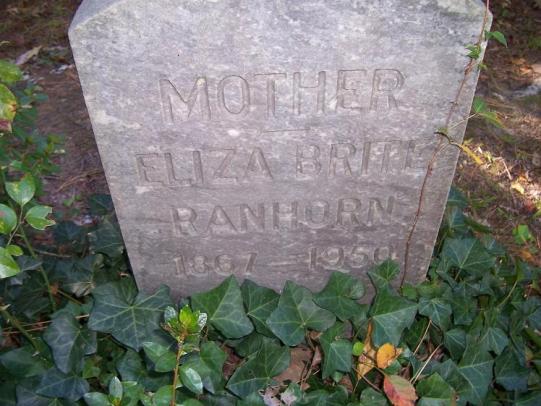 MOTHER
ELIZA BRITE
RANHORN
1867 — 1950